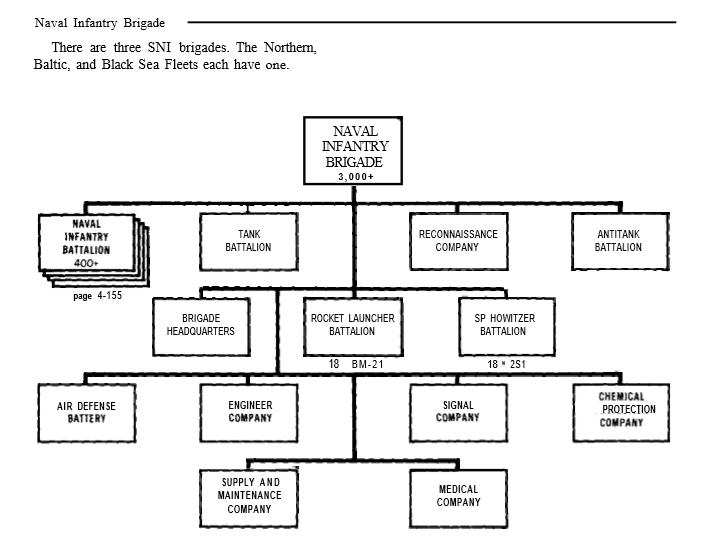 Naval Infantry Brigade
There are three SNI brigades. The Northern,
Baltic, and Black Sea Fleets each have one.
NAVAL
INFANTRY
BRIGADE
3,000+
NAVAL
INFANTRY
BATTALION
400+
page 4-155
TANK
BATTALION
RECONNAISSANCE
COMPANY
ANTITANK
BATTALION
BRIGADE
HEADQUARTERS
ROCKET LAUNCHER
BATTALION
18 BM-21
SP HOWITZER
BATTALION
18 × 2S1
AIR DEFENSE
BATTERY
ENGINEER
COMPANY
SIGNAL
COMPANY
CHEMICAL
PROTECTION
COMPANY
SUPPLY AND
MAINTENANCE
COMPANY
MEDICAL
COMPANY